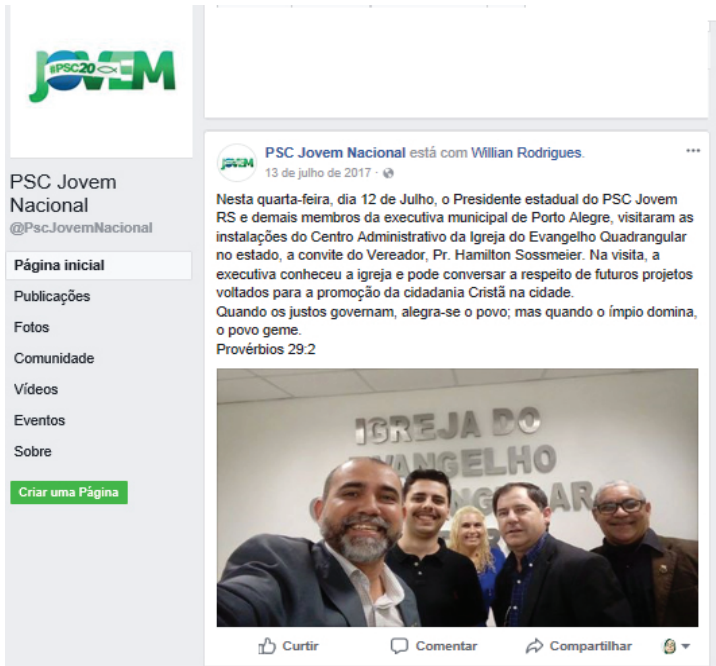 #PSC20
JOVEM
PSC Jovem
Nacional
@PscJovemNacional
Página inicial
Publicações
Fotos
Comunidade
Vídeos
Eventos
Sobre
Criar uma Página
JOVEM
PSC Jovem Nacional está com Willian Rodrigues.
13 de julho de 2017 ·
Nesta quarta-feira, dia 12 de Julho, o Presidente estadual do PSC Jovem
RS e demais membros da executiva municipal de Porto Alegre, visitaram as
instalações do Centro Administrativo da Igreja do Evangelho Quadrangular
no estado, a convite do Vereador, Pr. Hamilton Sossmeier. Na visita, a
executiva conheceu a igreja e pode conversar a respeito de futuros projetos
voltados para a promoção da cidadania Cristã na cidade.
Quando os justos governam, alegra-se o povo; mas quando o ímpio domina,
o povo geme.
Provérbios 29:2
IGREJA DO
EVANGELHO
Curtir
Comentar
Compartilhar